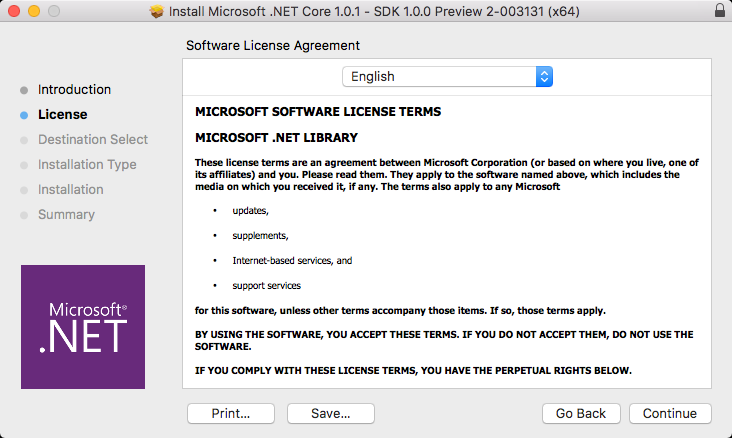 Install Microsoft .NET Core 1.0.1 - SDK 1.0.0 Preview 2-003131 (x64)
Software License Agreement
Introduction
License
Destination Select
Installation Type
Installation
Summary
Microsoft®
.NET
English
MICROSOFT SOFTWARE LICENSE TERMS
MICROSOFT .NET LIBRARY
These license terms are an agreement between Microsoft Corporation (or based on where you live, one of
its affiliates) and you. Please read them. They apply to the software named above, which includes the
media on which you received it, if any. The terms also apply to any Microsoft
• updates,
• supplements,
• Internet-based services, and
• support services
for this software, unless other terms accompany those items. If so, those terms apply.
BY USING THE SOFTWARE, YOU ACCEPT THESE TERMS. IF YOU DO NOT ACCEPT THEM, DO NOT USE THE
SOFTWARE.
IF YOU COMPLY WITH THESE LICENSE TERMS, YOU HAVE THE PERPETUAL RIGHTS BELOW.
Print...
Save...
Go Back
Continue